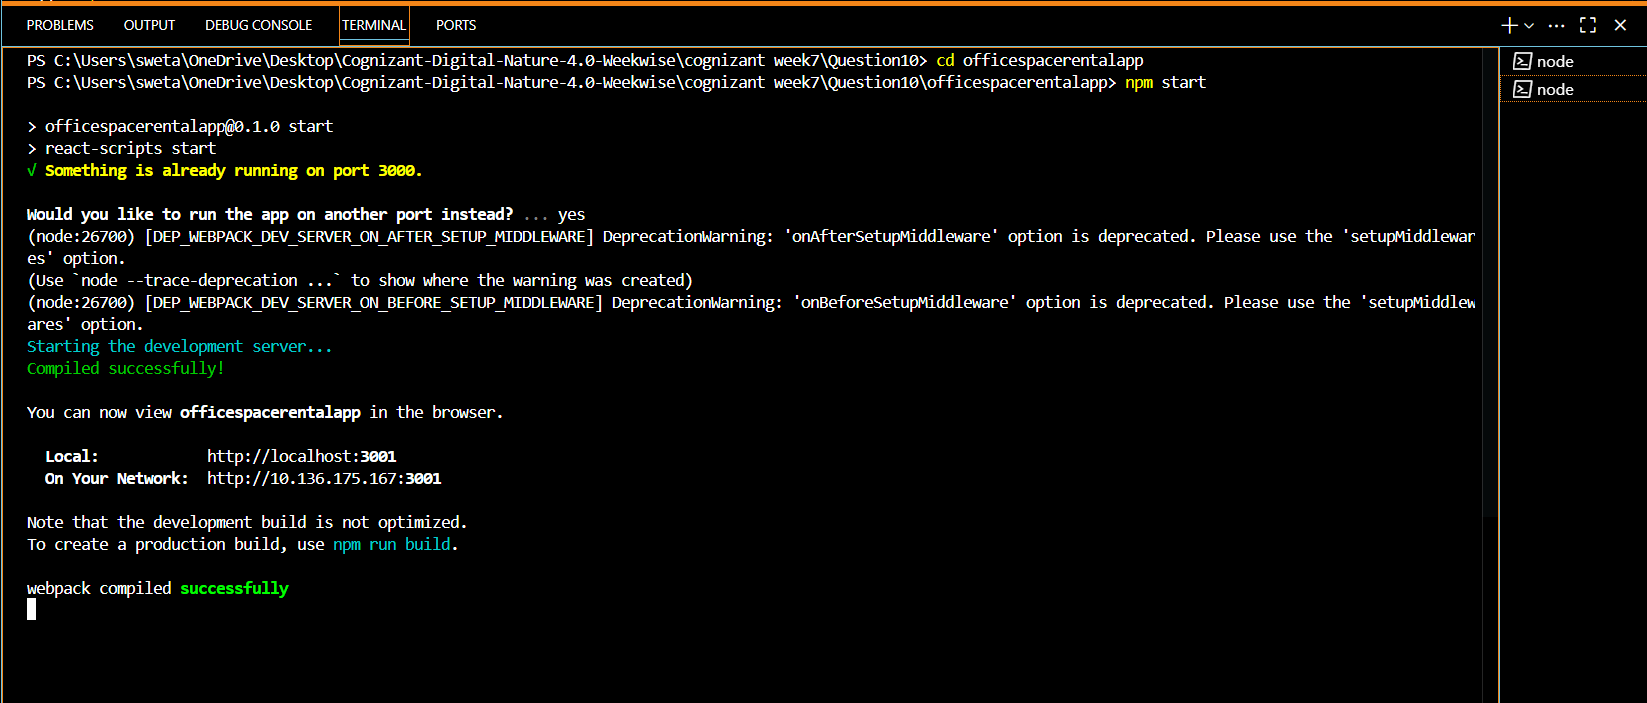 PROBLEMS OUTPUT DEBUG CONSOLE TERMINAL PORTS
PS C:\Users\sweta\OneDrive\Desktop\Cognizant-Digital-Nature-4.0-Weekwise\cognizant week7\Question10> cd officespacerentalapp
PS C:\Users\sweta\OneDrive\Desktop\Cognizant-Digital-Nature-4.0-Weekwise\cognizant week7\Question10\officespacerentalapp> npm start
> officespacerentalapp@0.1.0 start
> react-scripts start
√ Something is already running on port 3000.
Would you like to run the app on another port instead? ... yes
(node:26700) [DEP_WEBPACK_DEV_SERVER_ON_AFTER_SETUP_MIDDLEWARE] DeprecationWarning: 'onAfterSetupMiddleware' option is deprecated. Please use the 'setupMiddlewar
es' option.
(Use `node --trace-deprecation ...` to show where the warning was created)
(node:26700) [DEP_WEBPACK_DEV_SERVER_ON_BEFORE_SETUP_MIDDLEWARE] DeprecationWarning: 'onBeforeSetupMiddleware' option is deprecated. Please use the 'setupMiddlew
ares' option.
Starting the development server...
Compiled successfully!
You can now view officespacerentalapp in the browser.
Local: http://localhost:3001
On Your Network: http://10.136.175.167:3001
Note that the development build is not optimized.
To create a production build, use npm run build.
webpack compiled successfully
node
node